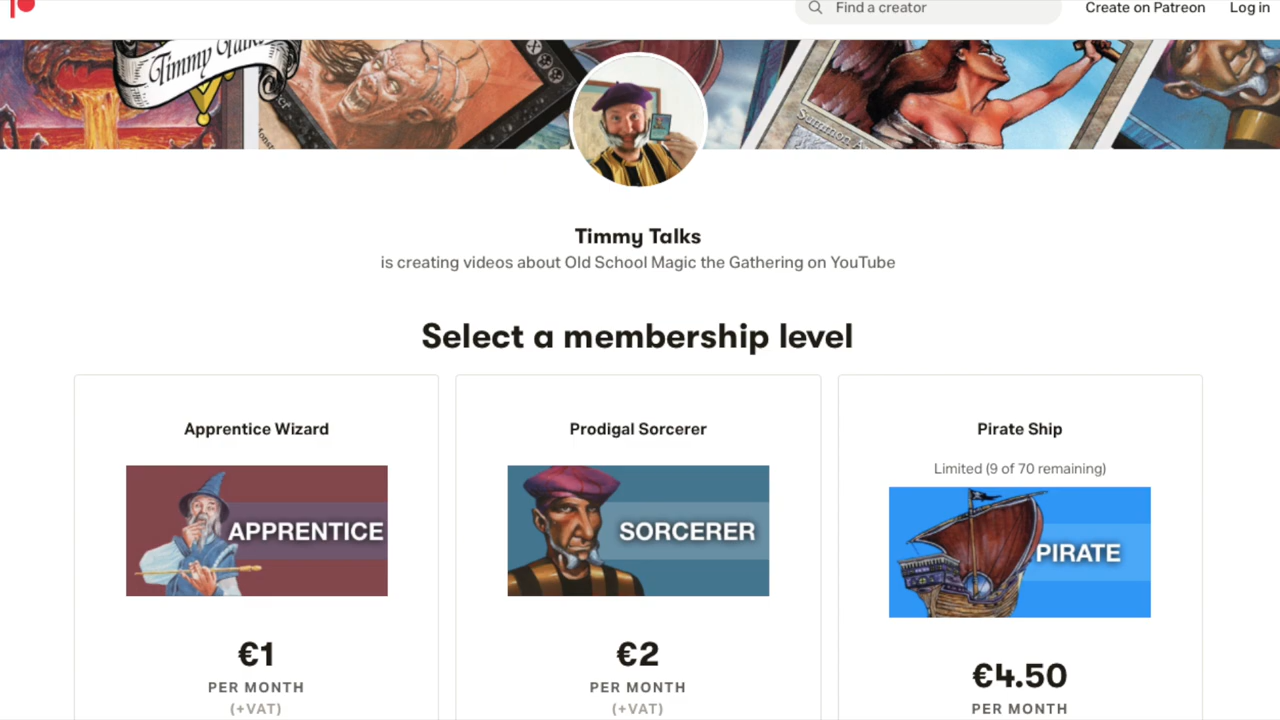 Find a creator
Create on Patreon
Log in
Timmy Talks
Summon A
Timmy Talks
is creating videos about Old School Magic the Gathering on YouTube
Select a membership level
Apprentice Wizard
Prodigal Sorcerer
Pirate Ship
Limited (9 of 70 remaining)
APPRENTICE
SORCERER
PIRATE
€1
€2
€4.50
PER MONTH
PER MONTH
PER MONTH
(+VAT)
(+VAT)